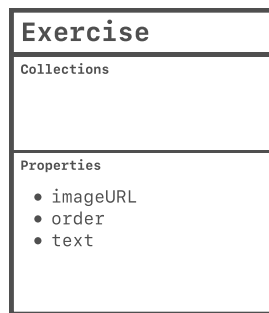 Exercise
Collections
Properties
• imageURL
• order
• text